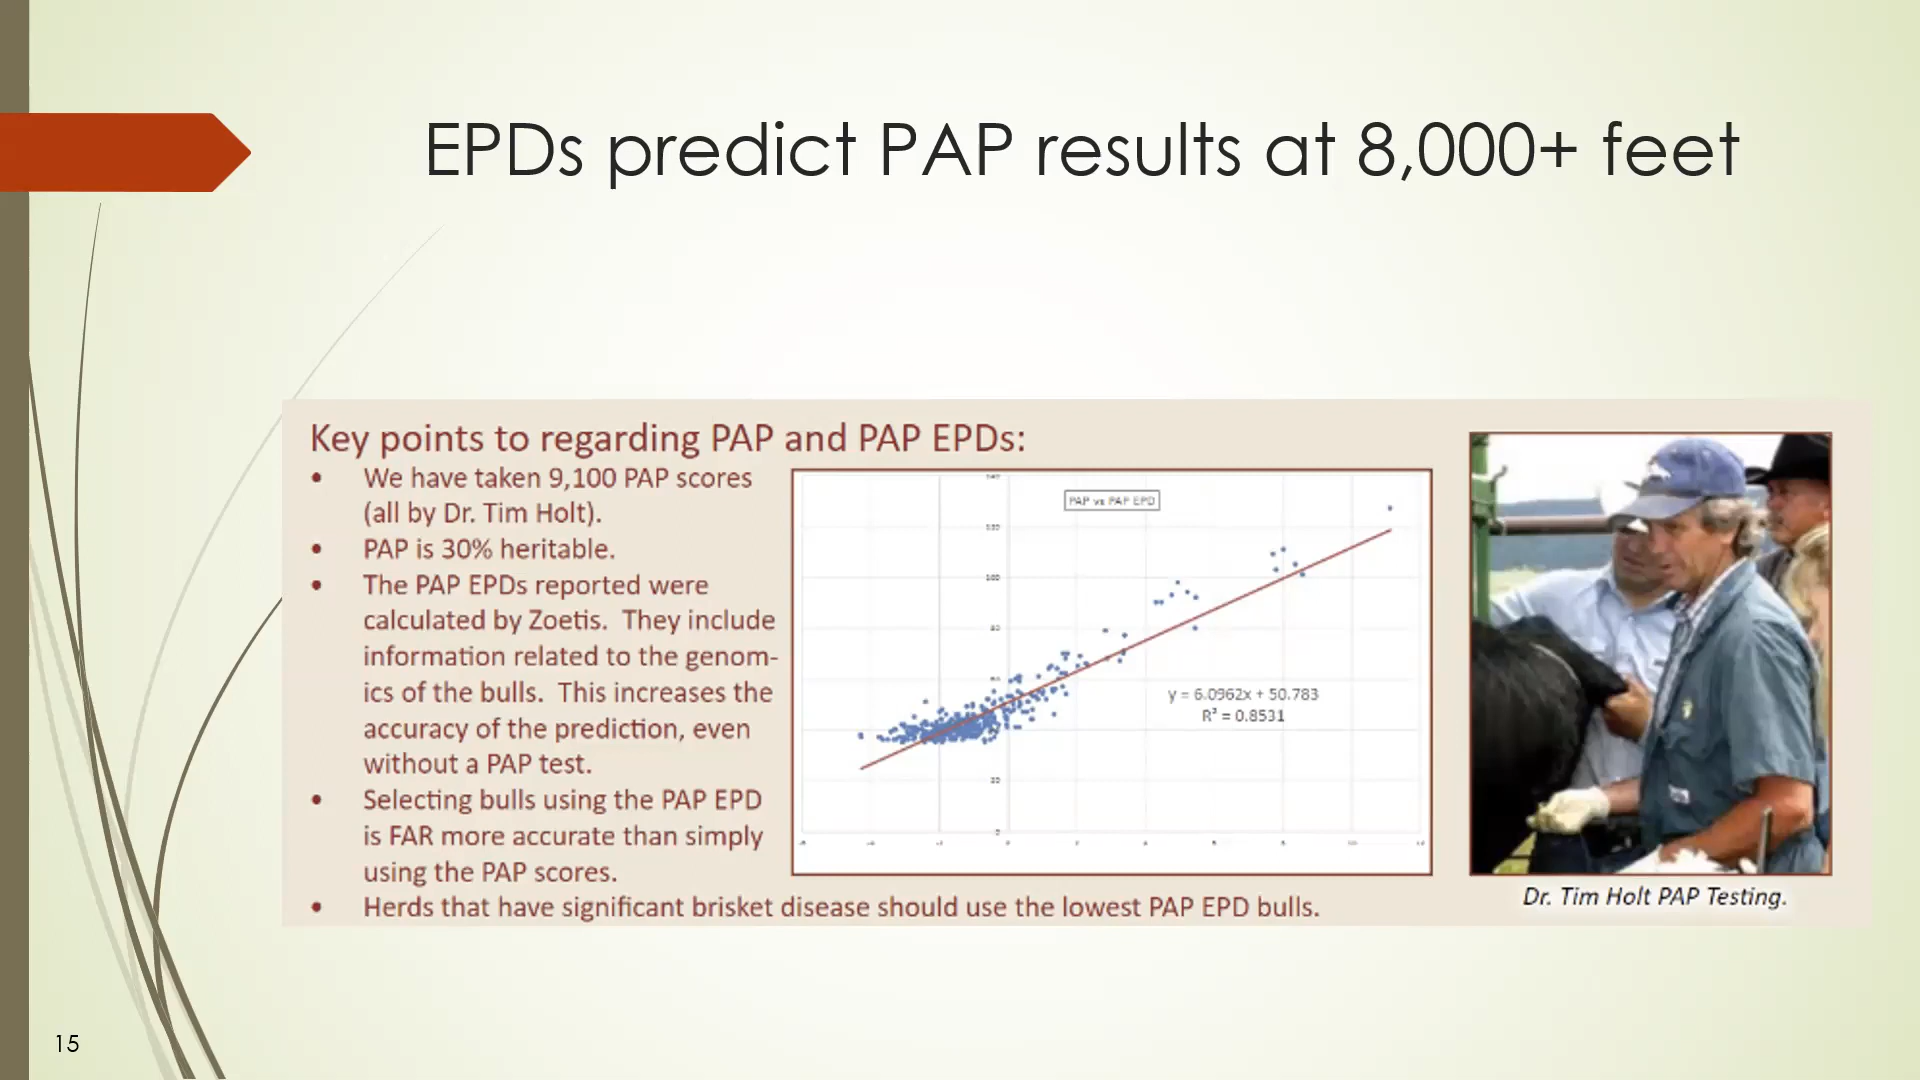 EPDs predict PAP results at 8,000+ feet
Key points to regarding PAP and PAP EPDs:
• We have taken 9,100 PAP scores
(all by Dr. Tim Holt).
• PAP is 30% heritable.
• The PAP EPDs reported were
calculated by Zoetis. They include
information related to the genom-
ics of the bulls. This increases the
accuracy of the prediction, even
without a PAP test.
• Selecting bulls using the PAP EPD
is FAR more accurate than simply
using the PAP scores.
• Herds that have significant brisket disease should use the lowest PAP EPD bulls.
PAP vs PAP EPD
y = 6.0962x + 50.783
R² = 0.8531
Dr. Tim Holt PAP Testing.
15